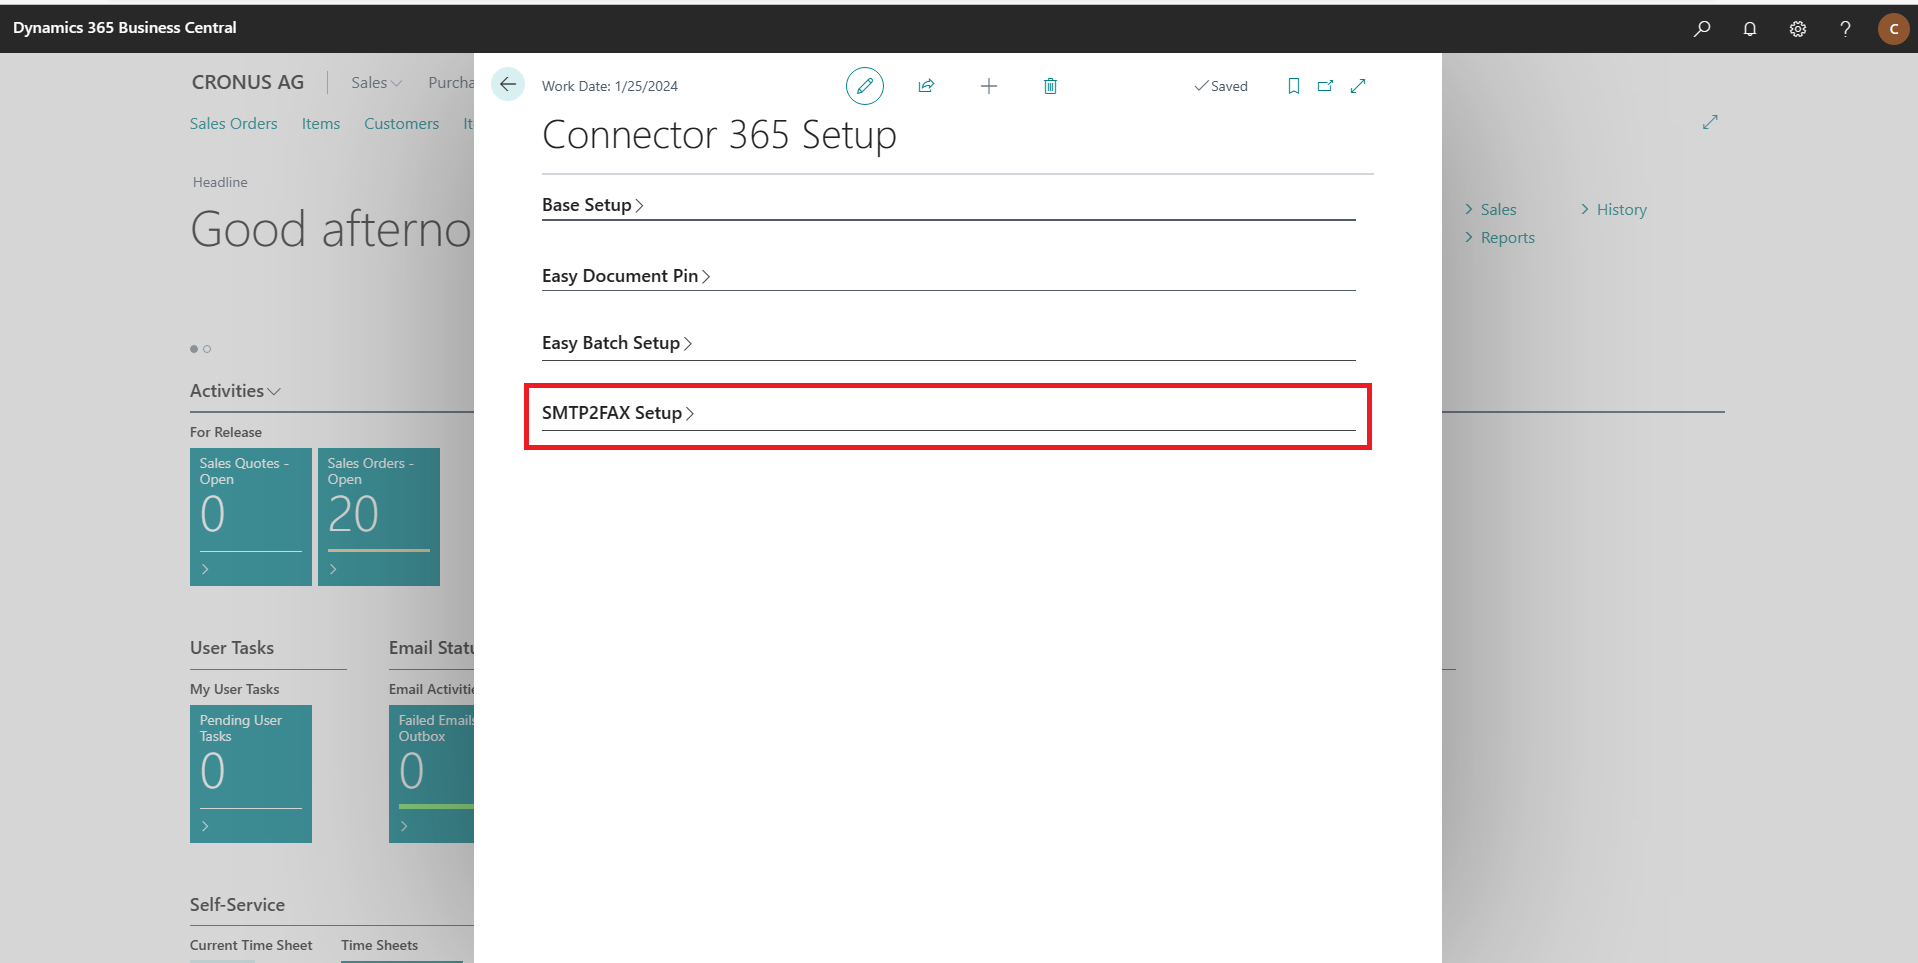 Dynamics 365 Business Central
C
CRONUS AG
Sales
Purcha
Sales Orders
Items
Customers
It
Headline
Good afterno
Activities
For Release
Sales Quotes -
Open
0
Sales Orders -
Open
20
User Tasks
My User Tasks
Pending User
Tasks
0
Email Statu
Email Activitie
Failed Emails
Outbox
0
Self-Service
Current Time Sheet
Time Sheets
Work Date: 1/25/2024
Saved
Connector 365 Setup
Base Setup
Easy Document Pin
Easy Batch Setup
SMTP2FAX Setup
Sales
History
Reports